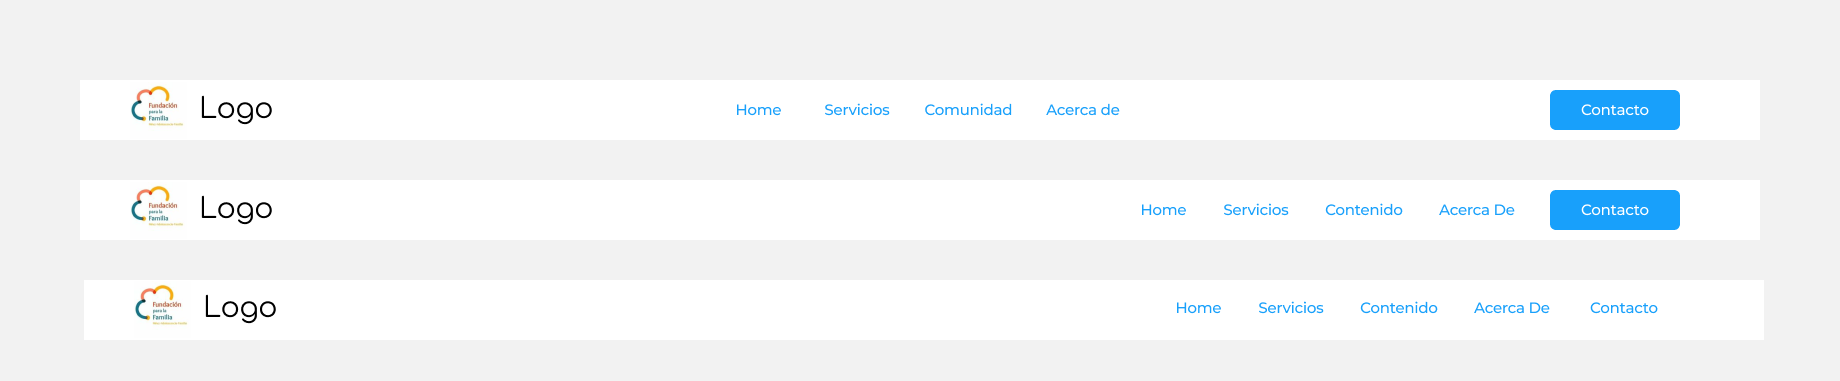 Fundación
para la
Familia
Logo
Home Servicios Comunidad Acerca de Contacto
Fundación
para la
Familia
Logo
Home Servicios Contenido Acerca De Contacto
Fundación
para la
Familia
Logo
Home Servicios Contenido Acerca De Contacto